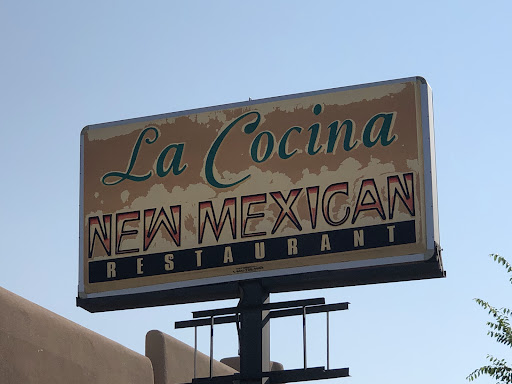 La Cocina
NEW MEXICAN
RESTAURANT